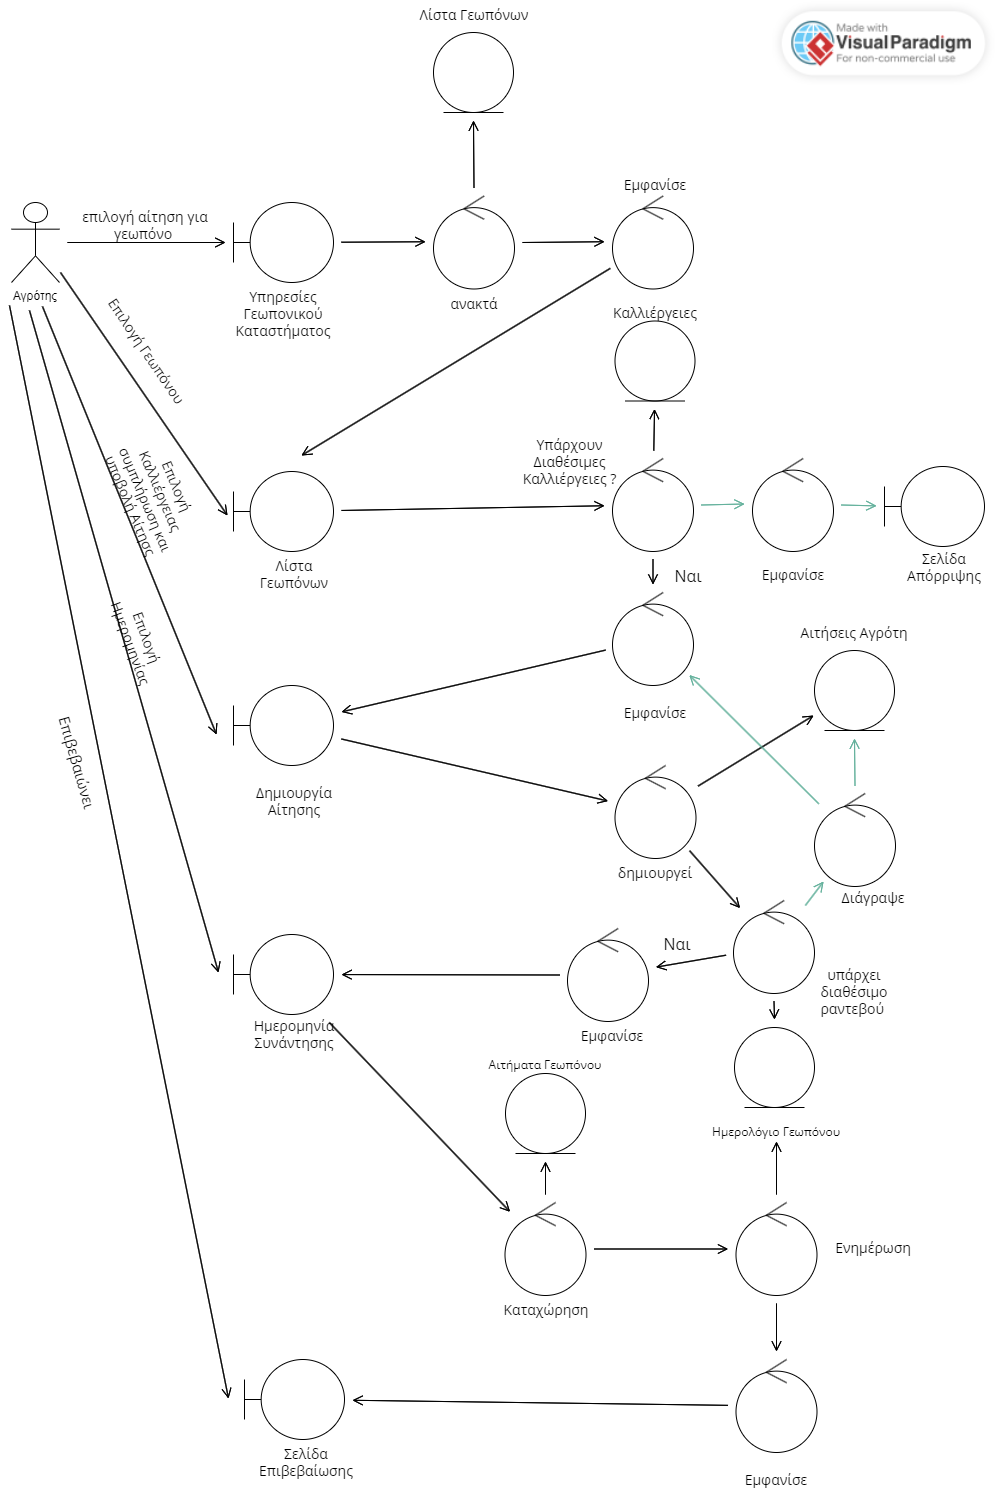 Λίστα Γεωπόνων
Made with
Visual Paradigm
For non-commercial use
Εμφανίσε
επιλογή αίτηση για
γεωπόνο
Αγρότης
Υπηρεσίες
Γεωπονικού
Καταστήματος
ανακτά
Καλλιέργειες
Επιλογή Γεωπόνου
Υπάρχουν
Διαθέσιμες
Καλλιέργειες ?
Επιλογή
Καλλιέργειας
συμπλήρωση και
υποβολή Αίτησς
Λίστα
Γεωπόνων
Ναι
Εμφανίσε
Σελίδα
Απόρριψης
Επιλογή
Ημερομηνίας
Αιτήσεις Αγρότη
Εμφανίσε
Επιβεβαιώνει
Δημιουργία
Αίτησης
δημιουργεί
Διάγραψε
Ναι
υπάρχει
διαθέσιμο
ραντεβού
Ημερομηνία
Συνάντησης
Εμφανίσε
Αιτήματα Γεωπόνου
Ημερολόγιο Γεωπόνου
Ενημέρωση
Καταχώρηση
Σελίδα
Επιβεβαίωσης
Εμφανίσε